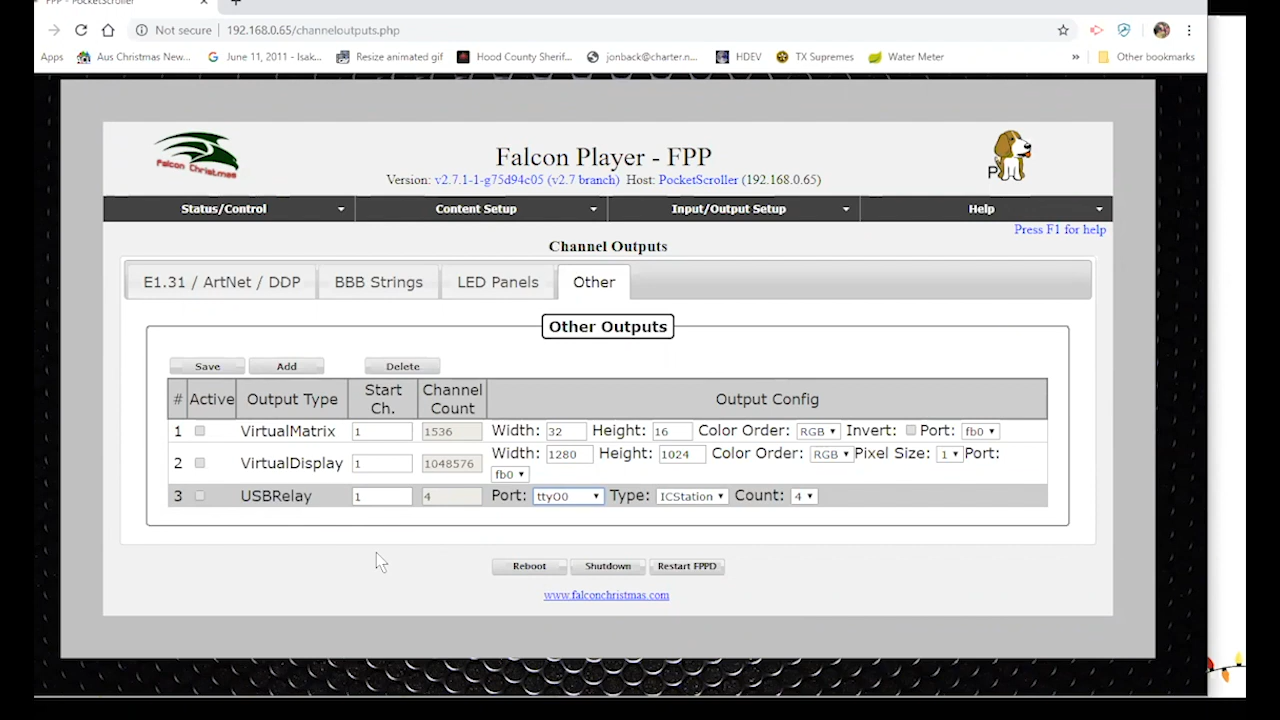 FPP - PocketScroller
Not secure | 192.168.0.65/channeloutputs.php
Apps Aus Christmas New... June 11, 2011 - Isak... Resize animated gif Hood County Sherif... jonback@charter.n... HDEV TX Supremes Water Meter » Other bookmarks
Falcon Christmas
Falcon Player - FPP
Version: v2.7.1-1-g75d94c05 (v2.7 branch) Host: PocketScroller (192.168.0.65)
Status/Control Content Setup Input/Output Setup Help
Press F1 for help
Channel Outputs
E1.31 / ArtNet / DDP BBB Strings LED Panels Other
Other Outputs
Save Add Delete
# Active Output Type Start Ch. Channel Count Output Config
1 VirtualMatrix 1 1536 Width: 32 Height: 16 Color Order: RGB Invert: Port: fb0
2 VirtualDisplay 1 1048576 Width: 1280 Height: 1024 Color Order: RGB Pixel Size: 1 Port:
fb0
3 USBRelay 1 4 Port: ttyO0 Type: ICStation Count: 4
Reboot Shutdown Restart FPPD
www.falconchristmas.com